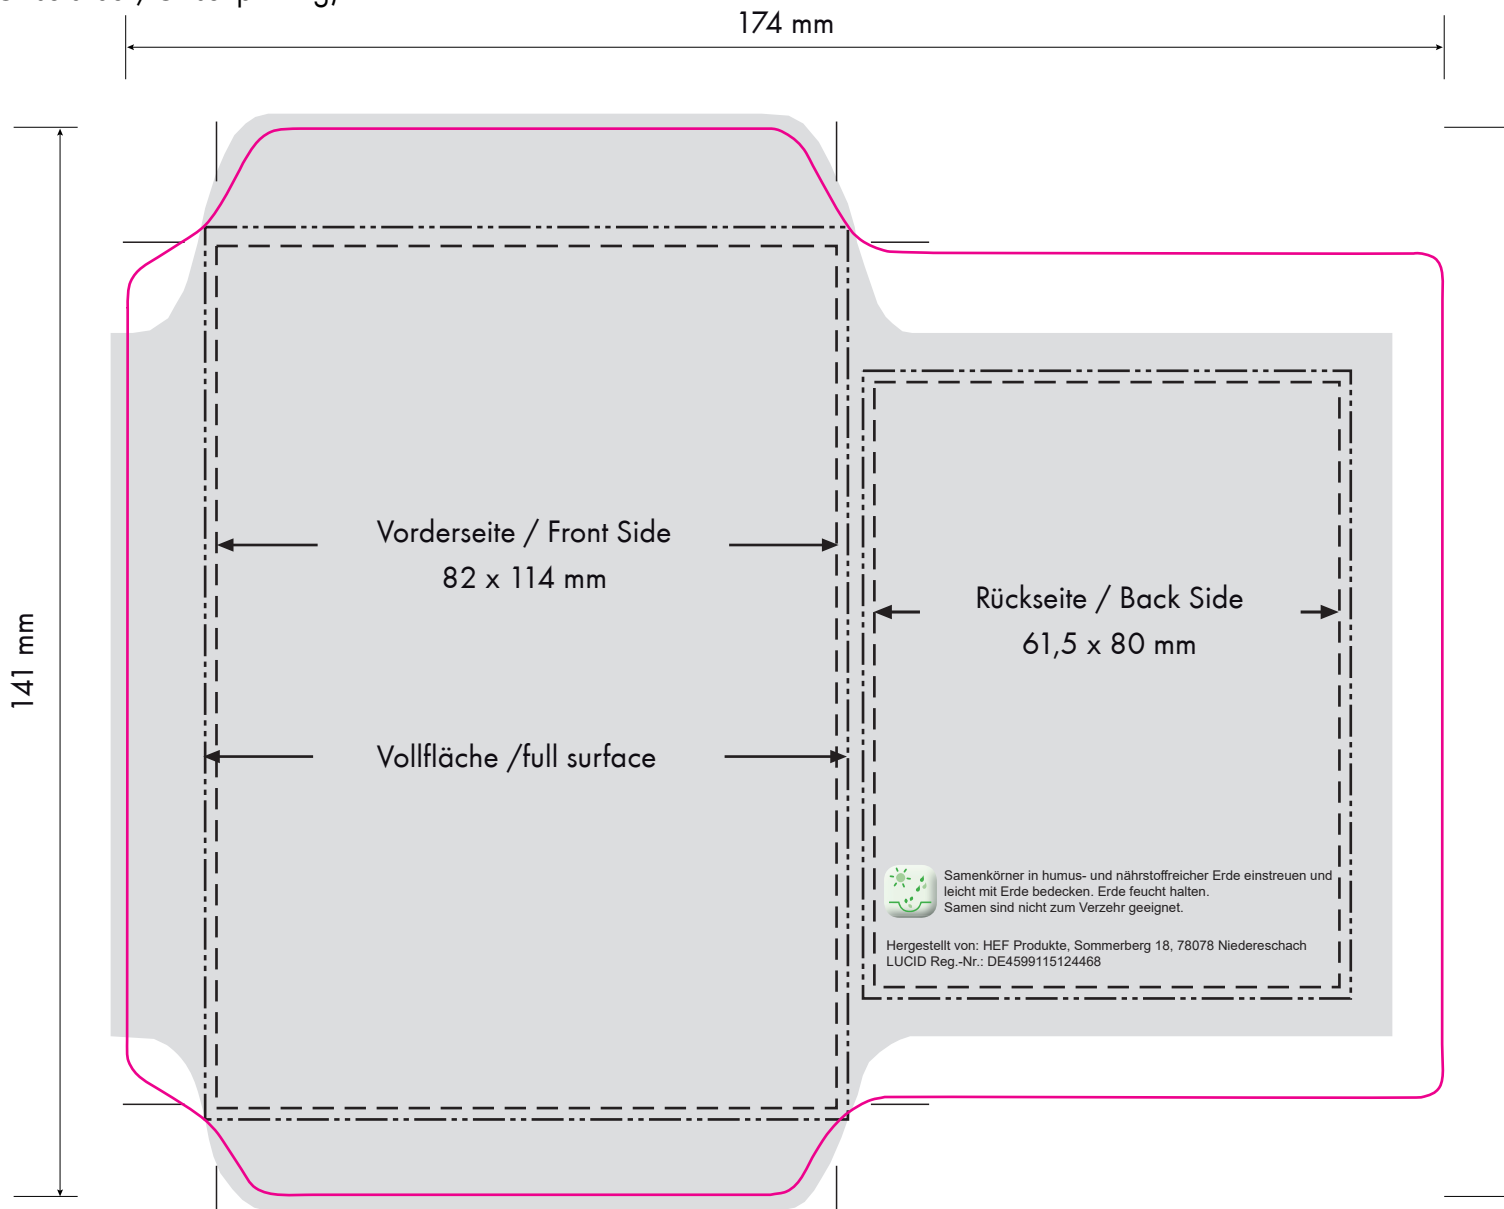 174 mm
141 mm
Vorderseite / Front Side
82 x 114 mm
Vollfläche /full surface
Rückseite / Back Side
61,5 x 80 mm
Samenkörner in humus- und nährstoffreicher Erde einstreuen und
leicht mit Erde bedecken. Erde feucht halten.
Samen sind nicht zum Verzehr geeignet.
Hergestellt von: HEF Produkte, Sommerberg 18, 78078 Niedereschach
LUCID Reg.-Nr.: DE4599115124468